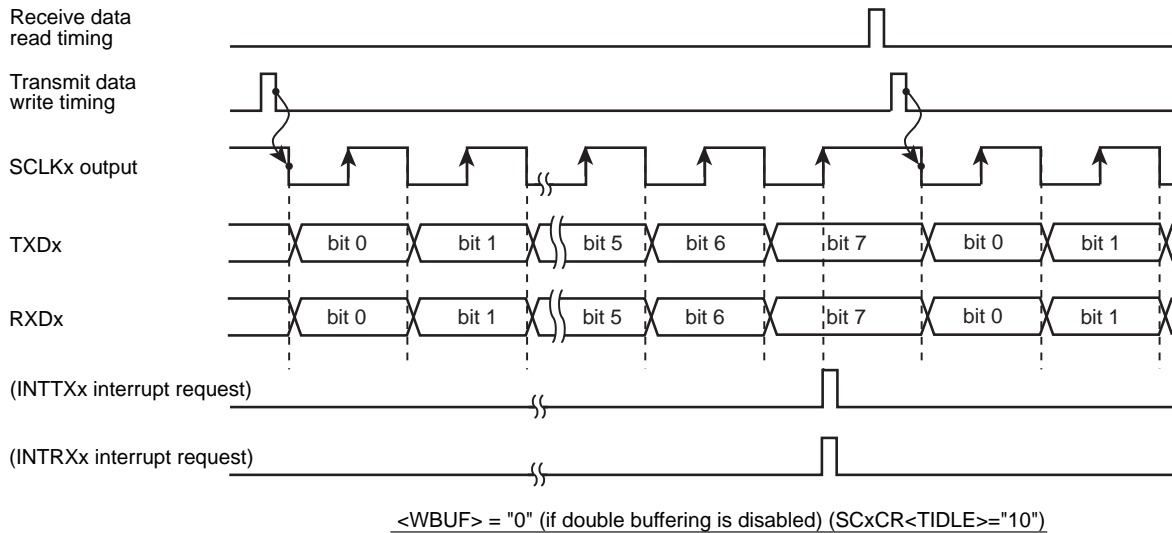 Receive data
read timing
Transmit data
write timing
SCLKx output
TXDx
bit 0 bit 1 bit 5 bit 6 bit 7 bit 0 bit 1
RXDx
bit 0 bit 1 bit 5 bit 6 bit 7 bit 0 bit 1
(INTTXx interrupt request)
(INTRXx interrupt request)
<WBUF> = "0" (if double buffering is disabled) (SCxCR<TIDLE>="10")